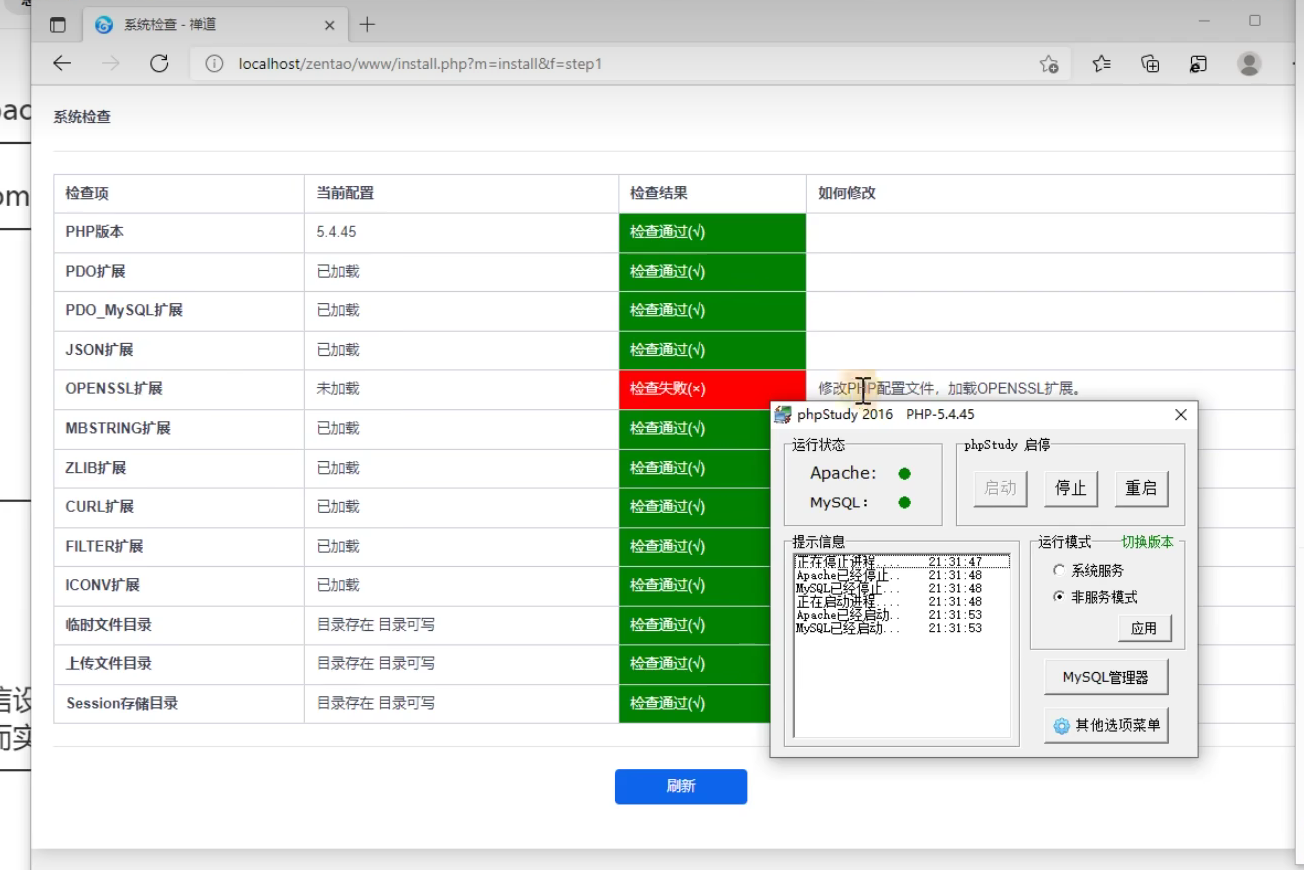 系统检查 - 禅道
localhost/zentao/www/install.php?m=install&f=step1
系统检查
检查项 当前配置 检查结果 如何修改
PHP版本 5.4.45 检查通过(√)
PDO扩展 已加载 检查通过(√)
PDO_MySQL扩展 已加载 检查通过(√)
JSON扩展 已加载 检查通过(√)
OPENSSL扩展 未加载 检查失败(×) 修改PHP配置文件，加载OPENSSL扩展。
MBSTRING扩展 已加载 检查通过(√)
ZLIB扩展 已加载 检查通过(√)
CURL扩展 已加载 检查通过(√)
FILTER扩展 已加载 检查通过(√)
ICONV扩展 已加载 检查通过(√)
临时文件目录 目录存在 目录可写 检查通过(√)
上传文件目录 目录存在 目录可写 检查通过(√)
Session存储目录 目录存在 目录可写 检查通过(√)
刷新
phpStudy 2016 PHP-5.4.45
运行状态
Apache:
MySQL:
phpStudy 启停
启动 停止 重启
提示信息
正在停止进程.... 21:31:47
Apache已经停止.. 21:31:48
MySQL已经停止... 21:31:48
正在启动进程.... 21:31:48
Apache已经启动.. 21:31:53
MySQL已经启动... 21:31:53
运行模式 切换版本
系统服务
非服务模式
应用
MySQL管理器
其他选项菜单
om
而实